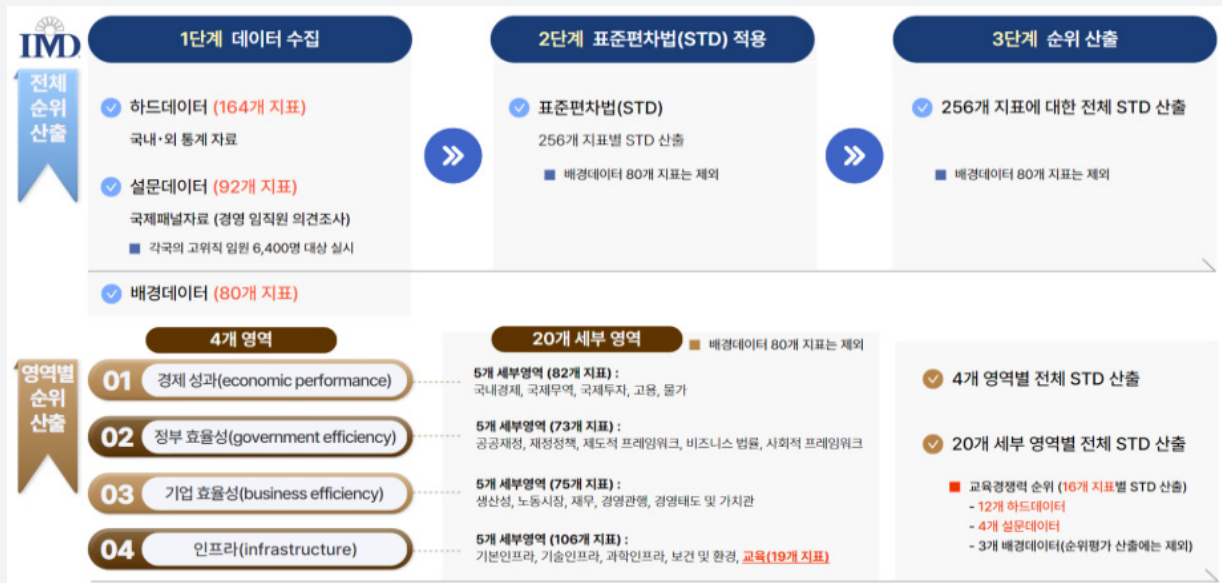 IMD
전체
순위
산출
1단계 데이터 수집
하드데이터 (164개 지표)
국내·외 통계 자료
설문데이터 (92개 지표)
국제패널자료 (경영 임직원 의견조사)
각국의 고위직 임원 6,400명 대상 실시
배경데이터 (80개 지표)
2단계 표준편차법(STD) 적용
표준편차법(STD)
256개 지표별 STD 산출
배경데이터 80개 지표는 제외
3단계 순위 산출
256개 지표에 대한 전체 STD 산출
배경데이터 80개 지표는 제외
영역별
순위
산출
4개 영역
01 경제 성과(economic performance)
02 정부 효율성(government efficiency)
03 기업 효율성(business efficiency)
04 인프라(infrastructure)
20개 세부 영역
배경데이터 80개 지표는 제외
5개 세부영역 (82개 지표) :
국내경제, 국제무역, 국제투자, 고용, 물가
5개 세부영역 (73개 지표) :
공공재정, 재정정책, 제도적 프레임워크, 비즈니스 법률, 사회적 프레임워크
5개 세부영역 (75개 지표) :
생산성, 노동시장, 재무, 경영관행, 경영태도 및 가치관
5개 세부영역 (106개 지표) :
기본인프라, 기술인프라, 과학인프라, 보건 및 환경, 교육(19개 지표)
4개 영역별 전체 STD 산출
20개 세부 영역별 전체 STD 산출
교육경쟁력 순위 (16개 지표별 STD 산출)
- 12개 하드데이터
- 4개 설문데이터
- 3개 배경데이터(순위평가 산출에는 제외)